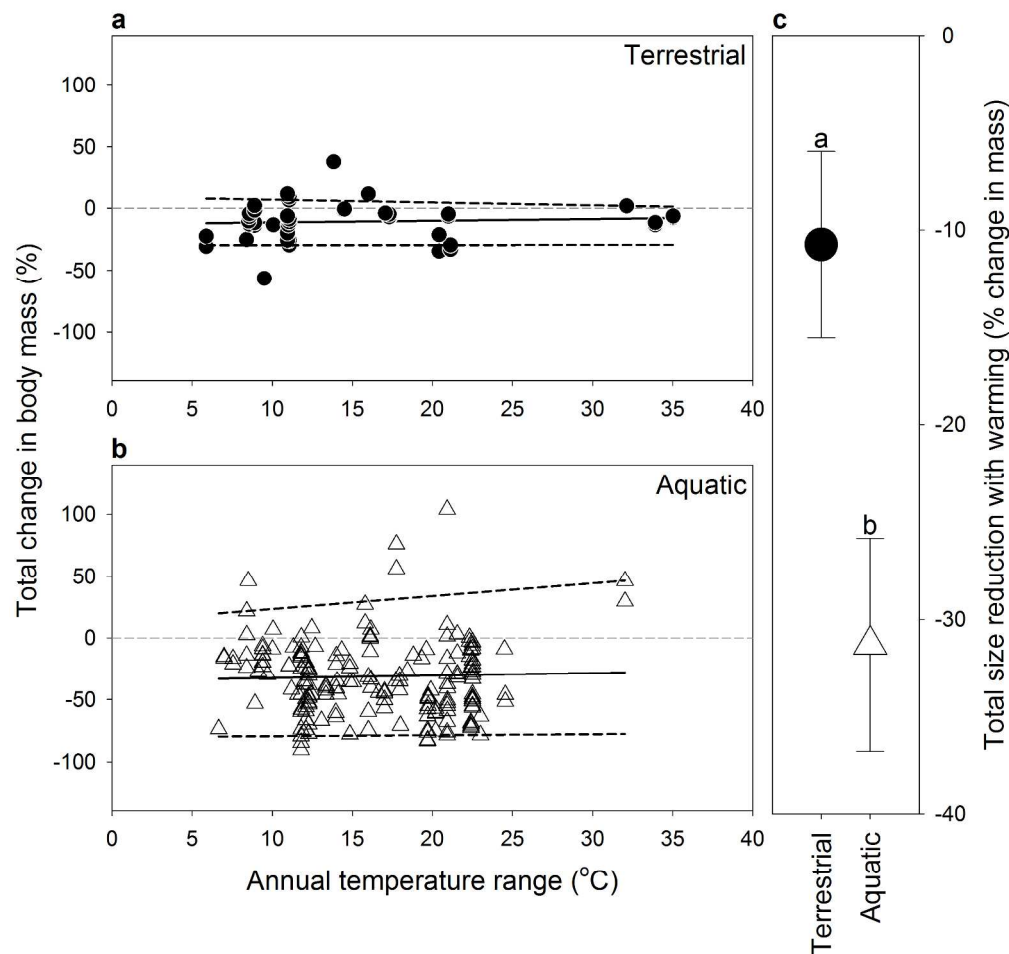 a
Terrestrial
100
50
0
-50
-100
0 5 10 15 20 25 30 35 40
b
Aquatic
100
50
0
-50
-100
0 5 10 15 20 25 30 35 40
Annual temperature range (°C)
Total change in body mass (%)
c
a
b
0
-10
-20
-30
-40
Terrestrial
Aquatic
Total size reduction with warming (% change in mass)